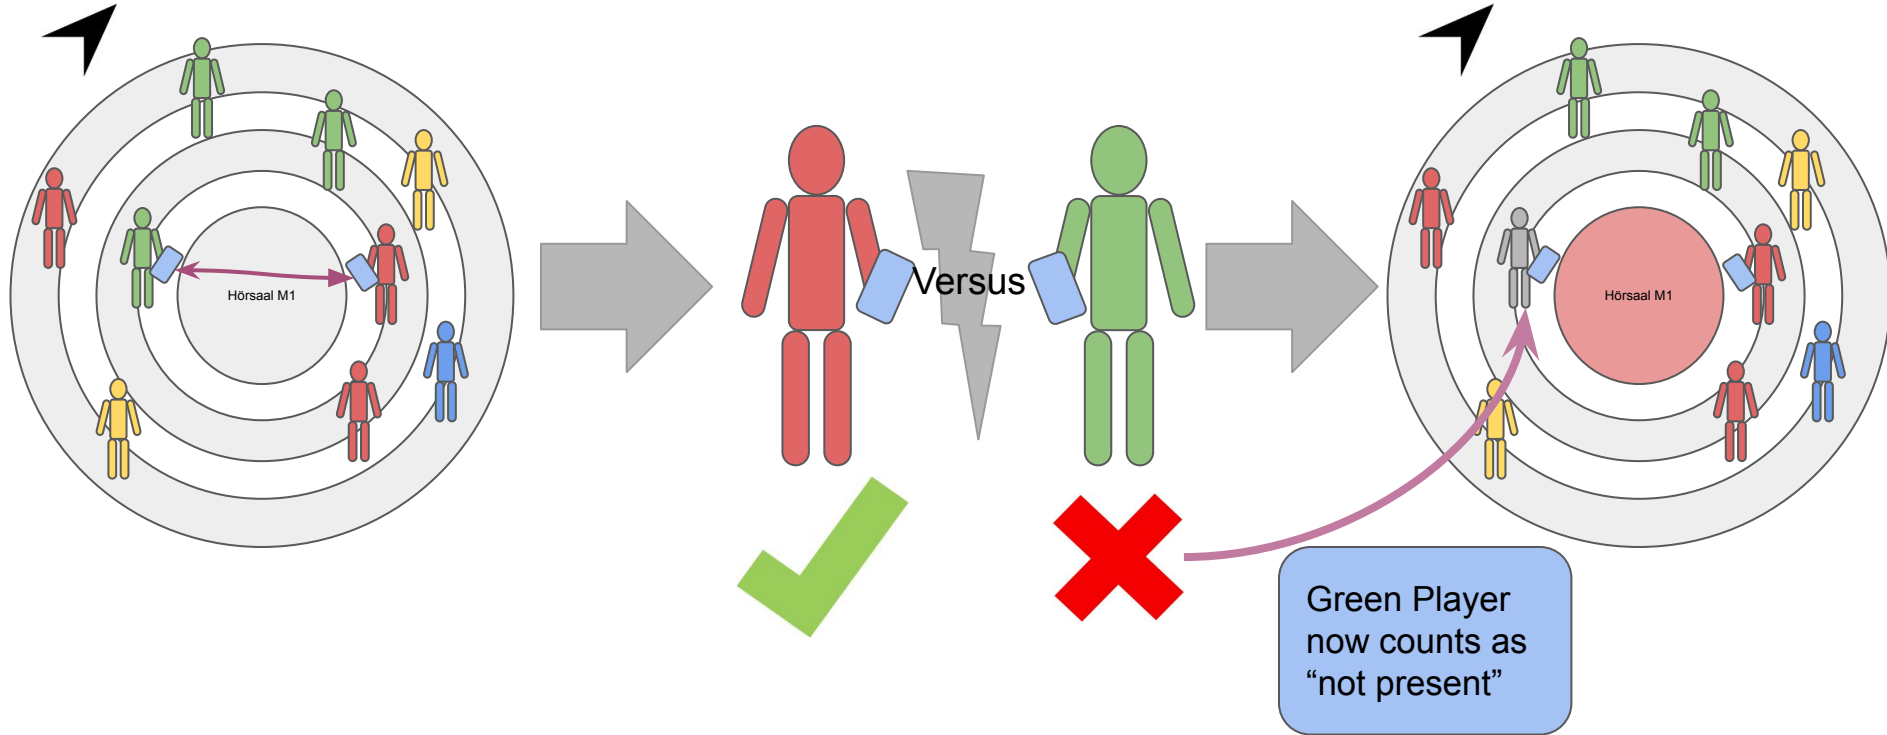 Hörsaal M1
Versus
Hörsaal M1
Green Player
now counts as
“not present”